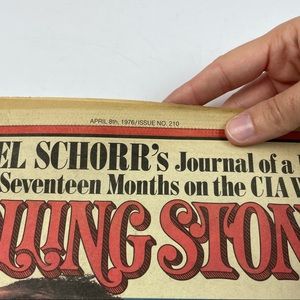 APRIL 8th, 1976/ISSUE NO. 210
EL SCHORR's Journal of a
Seventeen Months on the CIA W
LLING STON